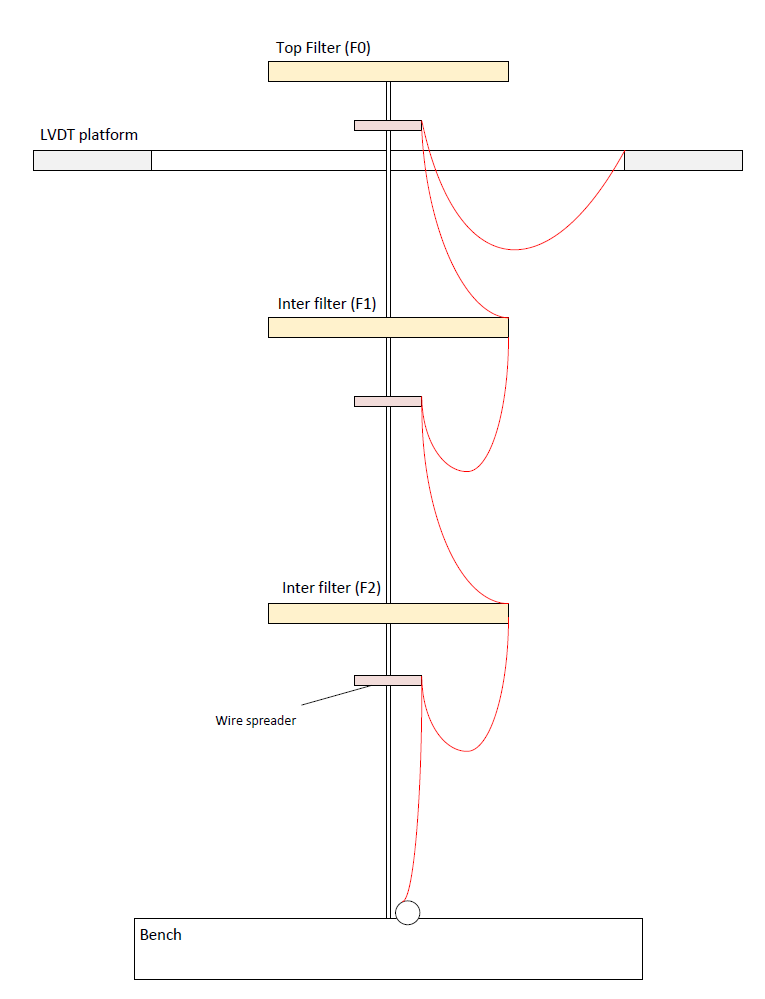 Top Filter (F0)
LVDT platform
Inter filter (F1)
Inter filter (F2)
Wire spreader
Bench